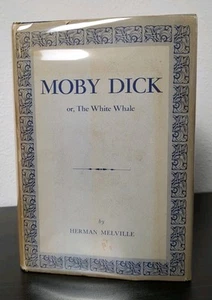 MOBY DICK
or, The White Whale
by
HERMAN MELVILLE